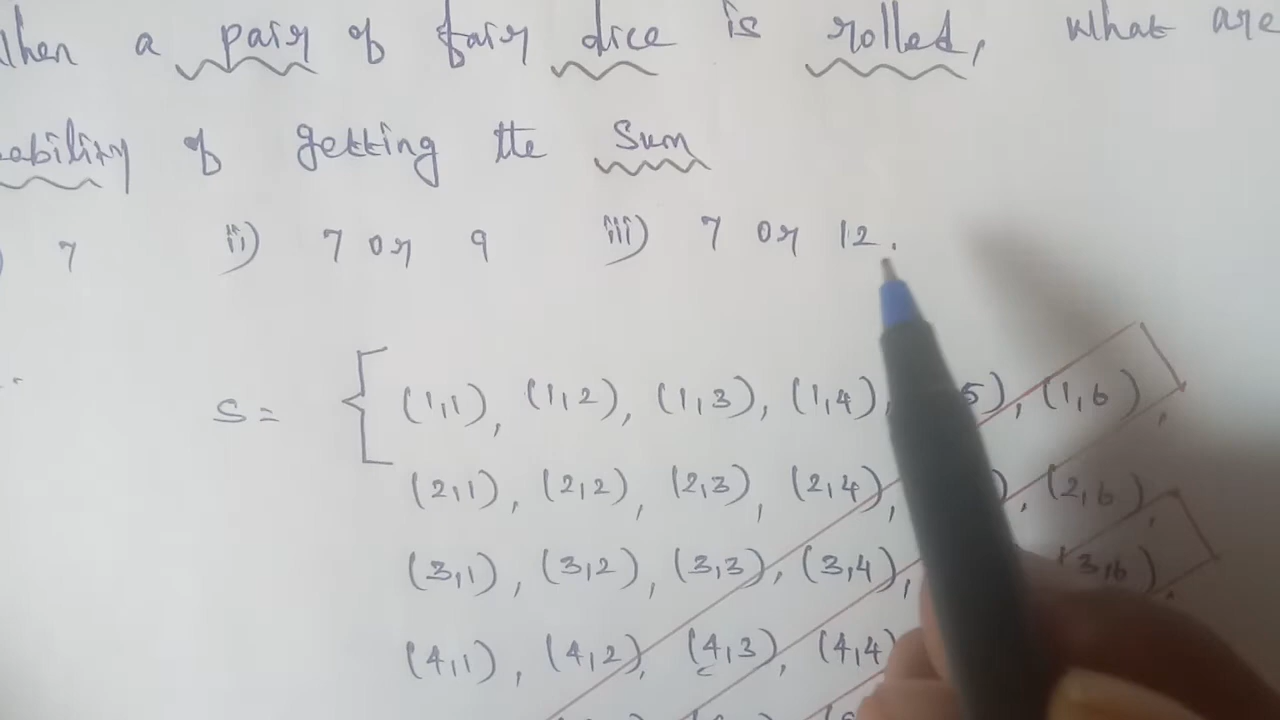 when a pair of fair dice is rolled, what are
ability of getting the Sum
7 ii) 7 or 9 iii) 7 or 12.
S = { (1,1), (1,2), (1,3), (1,4), 5), (1,6),
(2,1), (2,2), (2,3), (2,4), ), (2,6),
(3,1), (3,2), (3,3), (3,4), (3,6),
(4,1), (4,2), (4,3), (4,4)